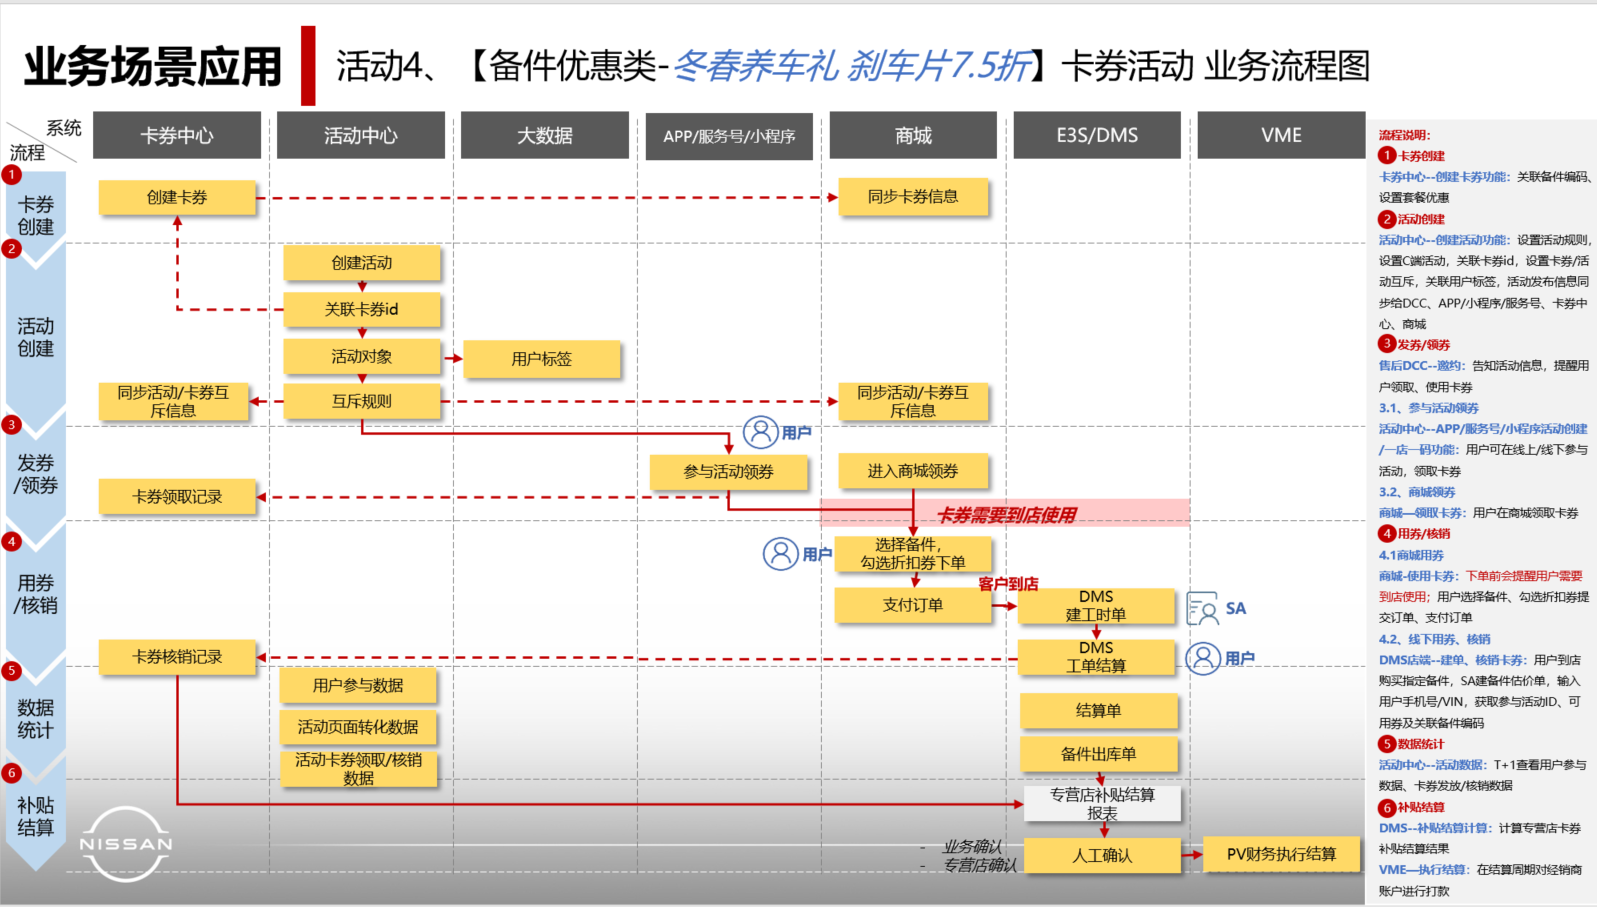 业务场景应用
活动4、【备件优惠类-冬春养车礼 刹车片7.5折】卡券活动 业务流程图
系统
流程
卡券中心
活动中心
大数据
APP/服务号/小程序
商城
E3S/DMS
VME
1
卡券
创建
创建卡券
同步卡券信息
2
活动
创建
创建活动
关联卡券id
活动对象
用户标签
同步活动/卡券互
斥信息
互斥规则
同步活动/卡券互
斥信息
3
发券
/领券
用户
参与活动领券
进入商城领券
卡券领取记录
卡券需要到店使用
4
用券
/核销
用户
选择备件，
勾选折扣券下单
客户到店
支付订单
DMS
建工时单
SA
卡券核销记录
DMS
工单结算
用户
5
数据
统计
用户参与数据
活动页面转化数据
活动卡券领取/核销
数据
结算单
备件出库单
6
补贴
结算
专营店补贴结算
报表
- 业务确认
- 专营店确认
人工确认
PV财务执行结算
NISSAN
流程说明：
1 卡券创建
卡券中心--创建卡券功能：关联备件编码、
设置套餐优惠
2 活动创建
活动中心--创建活动功能：设置活动规则，
设置C端活动，关联卡券id，设置卡券/活
动互斥，关联用户标签，活动发布信息同
步给DCC、APP/小程序/服务号、卡券中
心、商城
3 发券/领券
售后DCC--邀约：告知活动信息，提醒用
户领取、使用卡券
3.1、参与活动领券
活动中心--APP/服务号/小程序活动创建
/一店一码功能：用户可在线上/线下参与
活动，领取卡券
3.2、商城领券
商城—领取卡券：用户在商城领取卡券
4 用券/核销
4.1商城用券
商城-使用卡券：下单前会提醒用户需要
到店使用；用户选择备件、勾选折扣券提
交订单、支付订单
4.2、线下用券、核销
DMS店端--建单、核销卡券：用户到店
购买指定备件，SA建备件估价单，输入
用户手机号/VIN，获取参与活动ID、可
用券及关联备件编码
5 数据统计
活动中心--活动数据：T+1查看用户参与
数据、卡券发放/核销数据
6 补贴结算
DMS--补贴结算计算：计算专营店卡券
补贴结算结果
VME—执行结算：在结算周期对经销商
账户进行打款